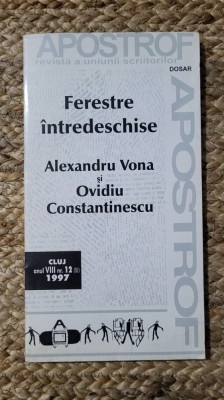 APOSTROF
revista a uniunii scriitorilor
DOSAR
APOSTROF
Ferestre
întredeschise
Alexandru Vona
și
Ovidiu
Constantinescu
CLUJ
anul VIII nr. 12
1997